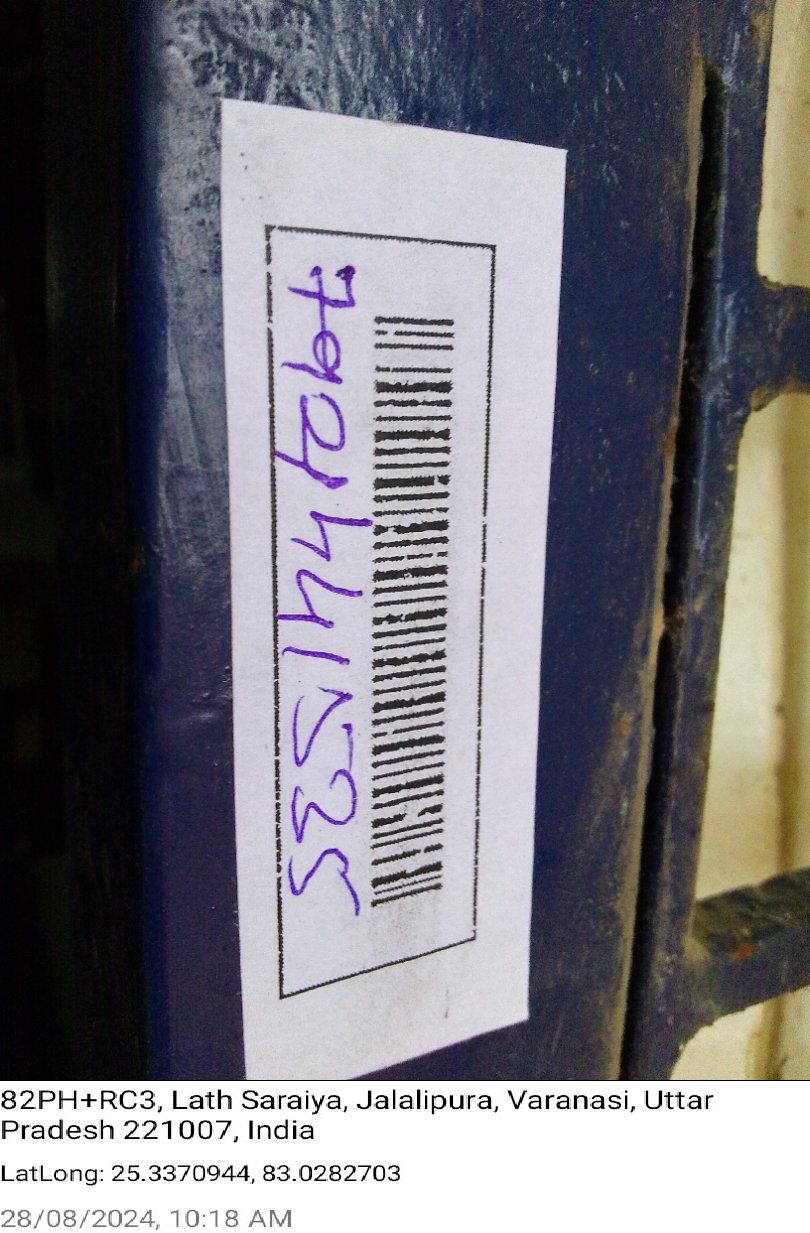 82PH+RC3, Lath Saraiya, Jalalipura, Varanasi, Uttar
Pradesh 221007, India
LatLong: 25.3370944, 83.0282703
28/08/2024, 10:18 AM